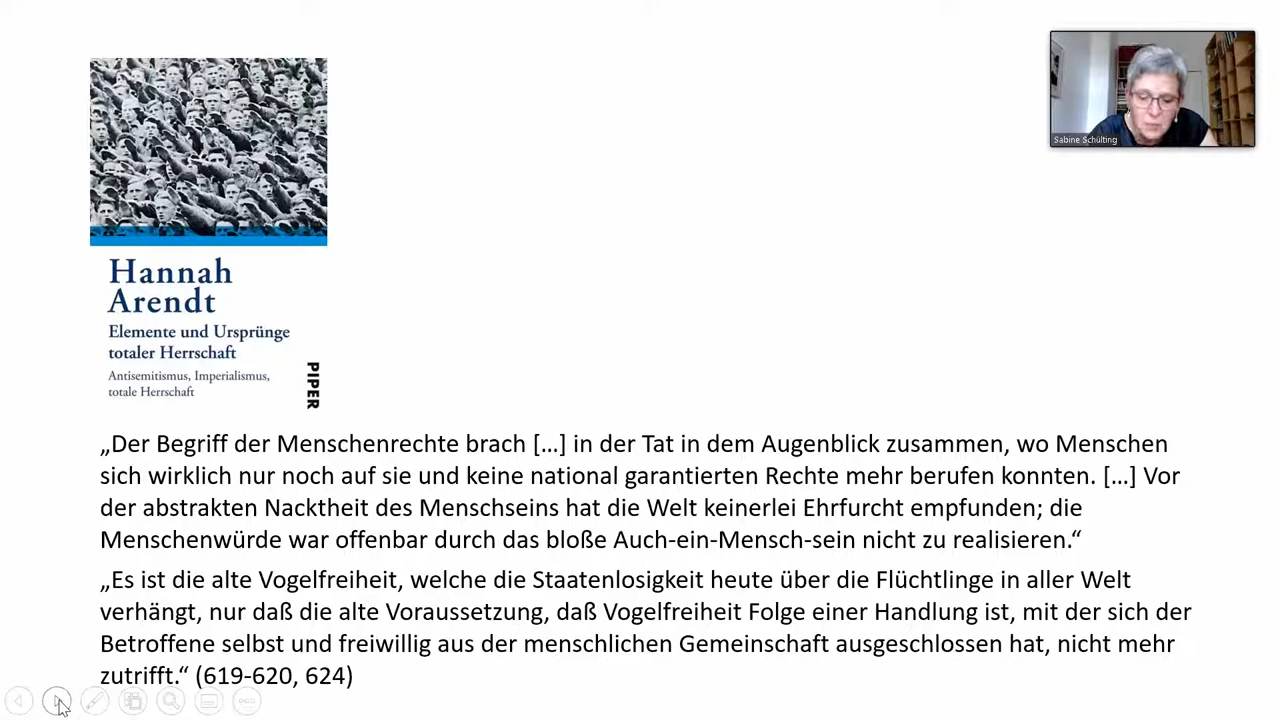 Sabine Schülting
Hannah
Arendt
Elemente und Ursprünge
totaler Herrschaft
Antisemitismus, Imperialismus,
totale Herrschaft
PIPER
„Der Begriff der Menschenrechte brach […] in der Tat in dem Augenblick zusammen, wo Menschen
sich wirklich nur noch auf sie und keine national garantierten Rechte mehr berufen konnten. […] Vor
der abstrakten Nacktheit des Menschseins hat die Welt keinerlei Ehrfurcht empfunden; die
Menschenwürde war offenbar durch das bloße Auch-ein-Mensch-sein nicht zu realisieren.“
„Es ist die alte Vogelfreiheit, welche die Staatenlosigkeit heute über die Flüchtlinge in aller Welt
verhängt, nur daß die alte Voraussetzung, daß Vogelfreiheit Folge einer Handlung ist, mit der sich der
Betroffene selbst und freiwillig aus der menschlichen Gemeinschaft ausgeschlossen hat, nicht mehr
zutrifft.“ (619-620, 624)